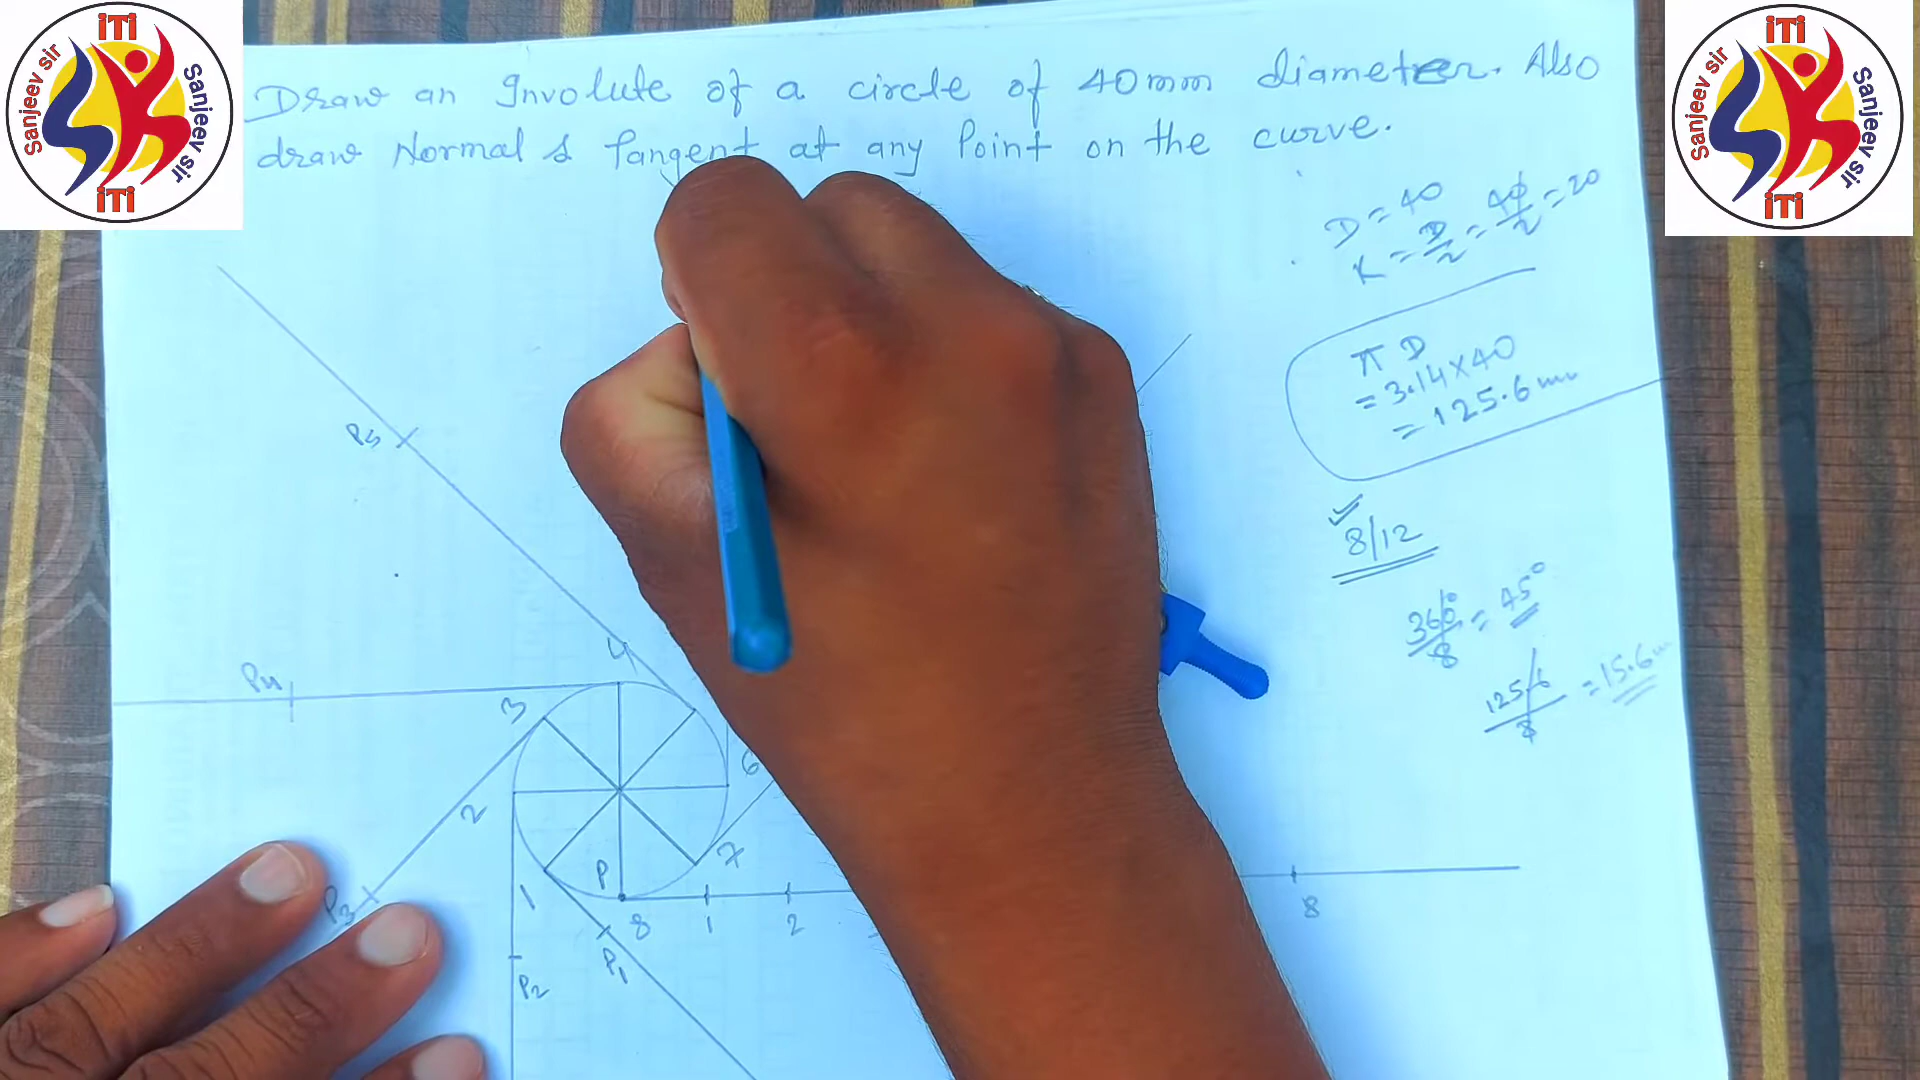 iTi
Sanjeev sir
Sanjeev sir
iTi
iTi
Sanjeev sir
Sanjeev sir
iTi
Draw an Involute of a circle of 40mm diameter. Also
draw Normal & Tangent at any Point on the curve.
D = 40
R = D/2 = 40/2 = 20
π D
= 3.14×40
= 125.6 mm
8/12
360°/8 = 45°
125.6/8 = 15.6 m
P5
4
P4
3
6
2
7
P
P3
1
8
1
2
8
P1
P2